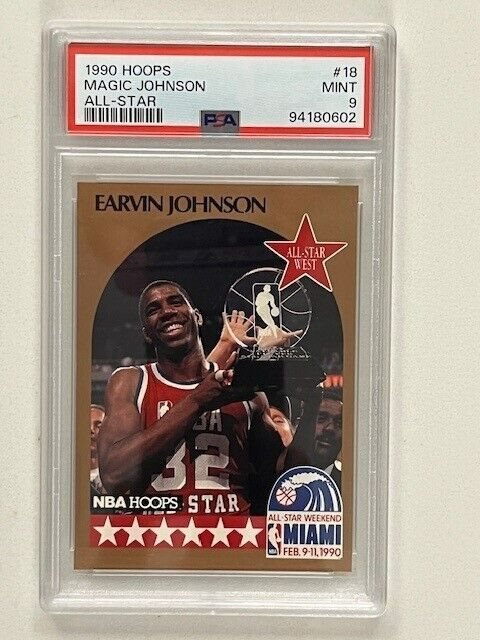 1990 HOOPS #18
MAGIC JOHNSON MINT
ALL-STAR 9
PSA 94180602
EARVIN JOHNSON
ALL-STAR
WEST
BA
32
STAR
NBA HOOPS
ALL-STAR WEEKEND
NBA MIAMI
FEB. 9-11, 1990